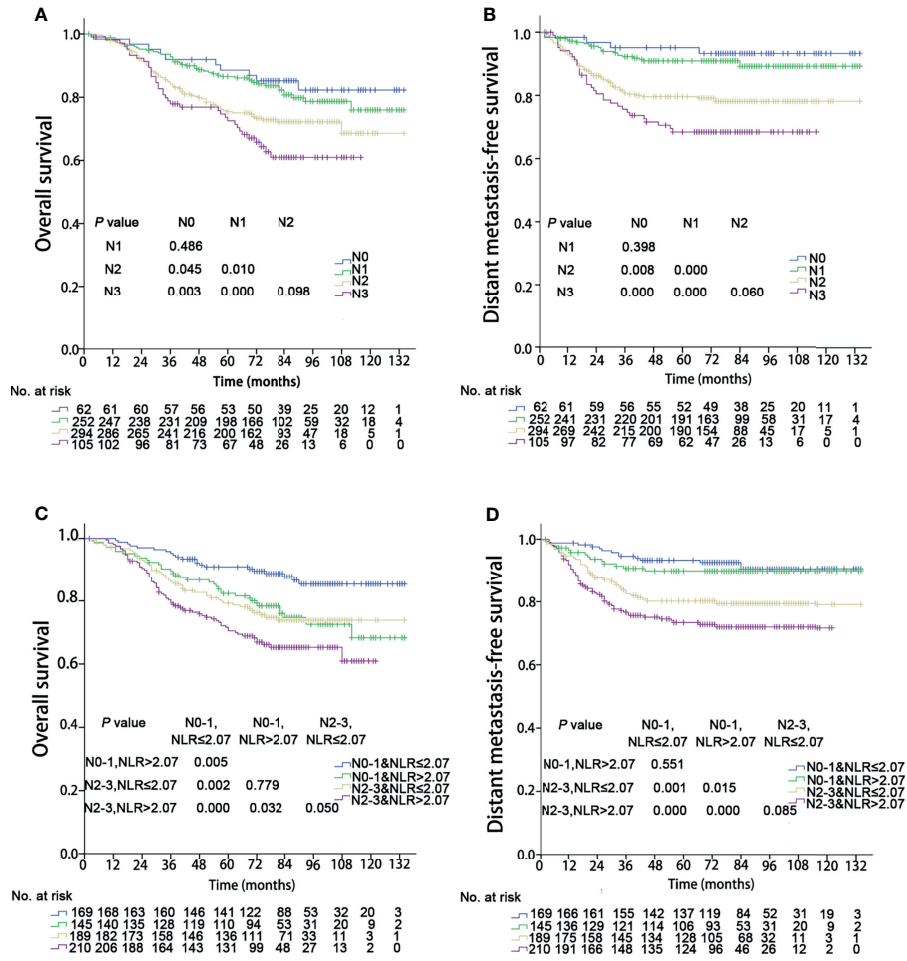 A
Overall survival
1.0
0.8
0.6
0.4
0.2
0.0
P value N0 N1 N2
N1 0.486
N2 0.045 0.010
N3 0.003 0.000 0.098
N0
N1
N2
N3
0 12 24 36 48 60 72 84 96 108 120 132
Time (months)
No. at risk
62 61 60 57 56 53 50 39 25 20 12 1
252 247 238 231 209 198 166 102 59 32 18 4
294 286 265 241 216 200 162 93 47 18 5 1
105 102 96 81 73 67 48 26 13 6 0 0
B
Distant metastasis-free survival
1.0
0.8
0.6
0.4
0.2
0.0
P value N0 N1 N2
N1 0.398
N2 0.008 0.000
N3 0.000 0.000 0.060
N0
N1
N2
N3
0 12 24 36 48 60 72 84 96 108 120 132
Time (months)
No. at risk
62 61 59 56 55 52 49 38 25 20 11 1
252 241 231 220 201 191 163 99 58 31 17 4
294 269 242 215 200 190 154 88 45 17 5 1
105 97 82 77 69 62 47 26 13 6 0 0
C
Overall survival
1.0
0.8
0.6
0.4
0.2
0.0
P value N0-1, N0-1, N2-3,
NLR≤2.07 NLR>2.07 NLR≤2.07
N0-1,NLR>2.07 0.005
N2-3,NLR≤2.07 0.002 0.779
N2-3,NLR>2.07 0.000 0.032 0.050
N0-1&NLR≤2.07
N0-1&NLR>2.07
N2-3&NLR≤2.07
N2-3&NLR>2.07
0 12 24 36 48 60 72 84 96 108 120 132
Time (months)
No. at risk
169 168 163 160 146 141 122 88 53 32 20 3
145 140 135 128 119 110 94 53 31 20 9 2
189 182 173 158 146 136 111 71 33 11 3 1
210 206 188 164 143 131 99 48 27 13 2 0
D
Distant metastasis-free survival
1.0
0.8
0.6
0.4
0.2
0.0
P value N0-1, N0-1, N2-3,
NLR≤2.07 NLR>2.07 NLR≤2.07
N0-1,NLR>2.07 0.551
N2-3,NLR≤2.07 0.001 0.015
N2-3,NLR>2.07 0.000 0.000 0.085
N0-1&NLR≤2.07
N0-1&NLR>2.07
N2-3&NLR≤2.07
N2-3&NLR>2.07
0 12 24 36 48 60 72 84 96 108 120 132
Time (months)
No. at risk
169 166 161 155 142 137 119 84 52 31 19 3
145 136 129 121 114 106 93 53 31 20 9 2
189 175 158 145 134 128 105 68 32 11 3 1
210 191 166 148 135 124 96 46 26 12 2 0